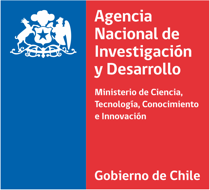 Agencia
Nacional de
Investigación
y Desarrollo
Ministerio de Ciencia,
Tecnología, Conocimiento
e Innovación
Gobierno de Chile